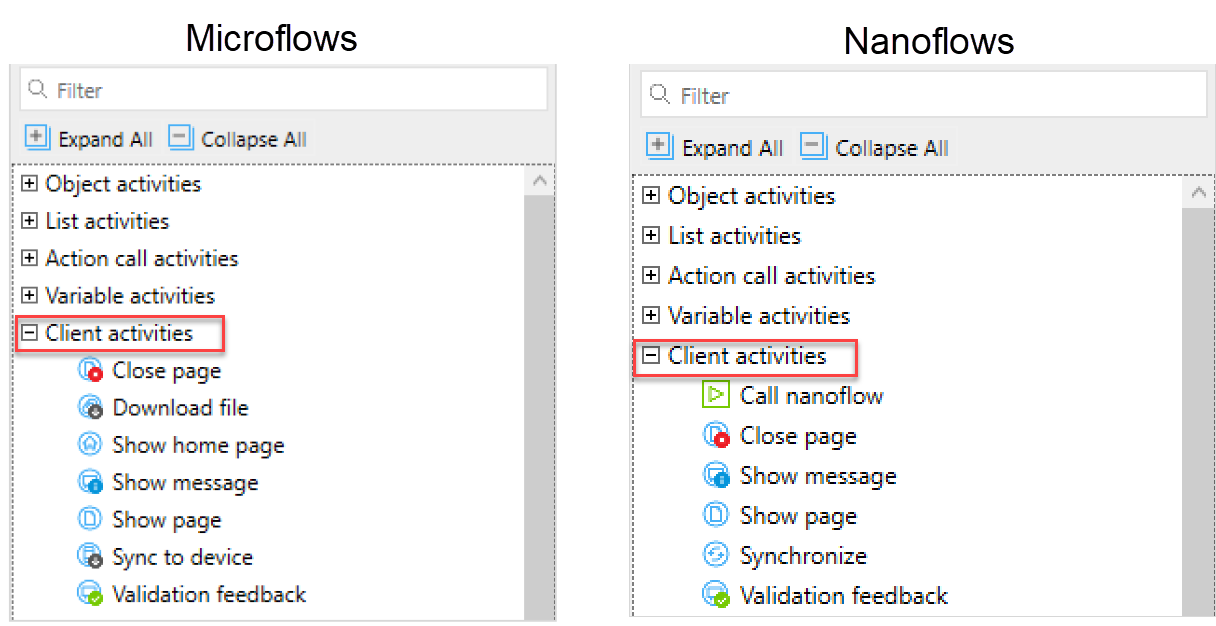 Microflows
Filter
Expand All Collapse All
Object activities
List activities
Action call activities
Variable activities
Client activities
Close page
Download file
Show home page
Show message
Show page
Sync to device
Validation feedback
Nanoflows
Filter
Expand All Collapse All
Object activities
List activities
Action call activities
Variable activities
Client activities
Call nanoflow
Close page
Show message
Show page
Synchronize
Validation feedback